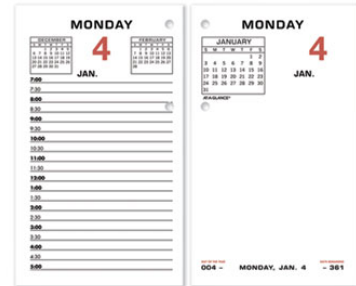 MONDAY
DECEMBER
FEBRUARY
4
JAN.
7:00
7:30
8:00
8:30
9:00
9:30
10:00
10:30
11:00
11:30
12:00
1:00
1:30
2:00
2:30
3:00
3:30
4:00
4:30
5:00
MONDAY
JANUARY
S M T W T F S
1 2
3 4 5 6 7 8 9
10 11 12 13 14 15 16
17 18 19 20 21 22 23
24 25 26 27 28 29 30
31
4
JAN.
AT-A-GLANCE®
004 – MONDAY, JAN. 4 – 361